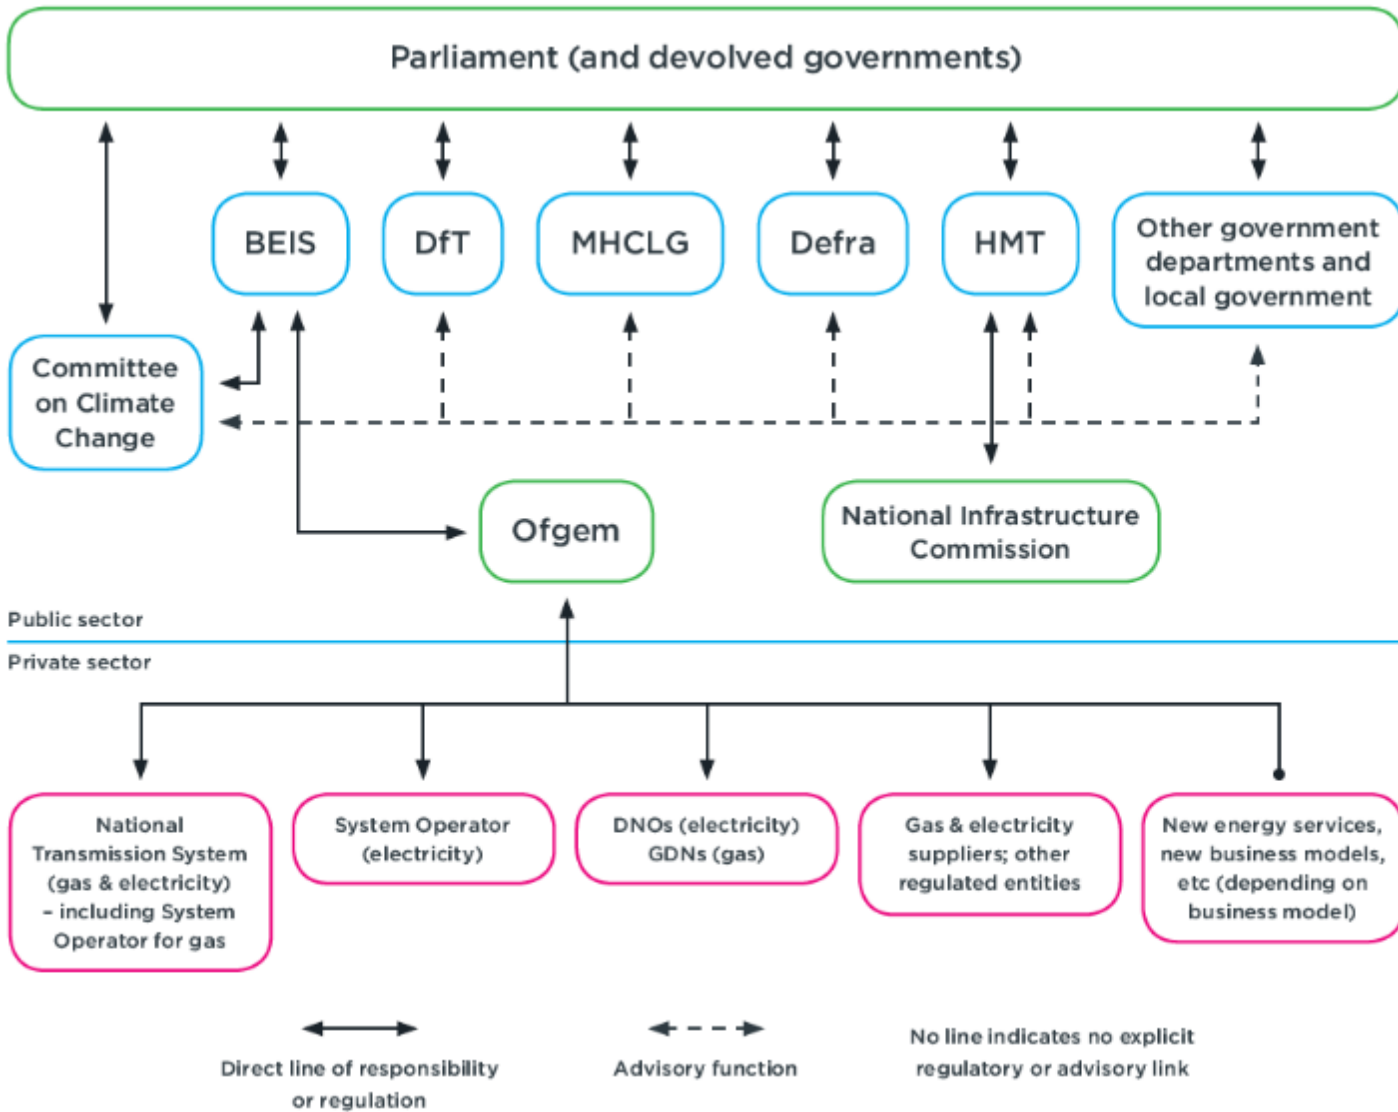 Parliament (and devolved governments)
BEIS
DfT
MHCLG
Defra
HMT
Other government
departments and
local government
Committee
on Climate
Change
Ofgem
National Infrastructure
Commission
Public sector
Private sector
National
Transmission System
(gas & electricity)
– including System
Operator for gas
System Operator
(electricity)
DNOs (electricity)
GDNs (gas)
Gas & electricity
suppliers; other
regulated entities
New energy services,
new business models,
etc (depending on
business model)
Direct line of responsibility
or regulation
Advisory function
No line indicates no explicit
regulatory or advisory link